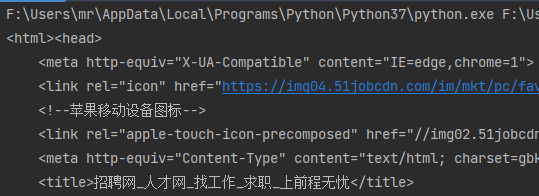 F:\Users\mr\AppData\Local\Programs\Python\Python37\python.exe F:\Us
<html><head>
<meta http-equiv="X-UA-Compatible" content="IE=edge,chrome=1">
<link rel="icon" href="https://img04.51jobcdn.com/im/mkt/pc/fav
<!--苹果移动设备图标-->
<link rel="apple-touch-icon-precomposed" href="//img02.51jobcdn
<meta http-equiv="Content-Type" content="text/html; charset=gbk
<title>招聘网_人才网_找工作_求职_上前程无忧</title>